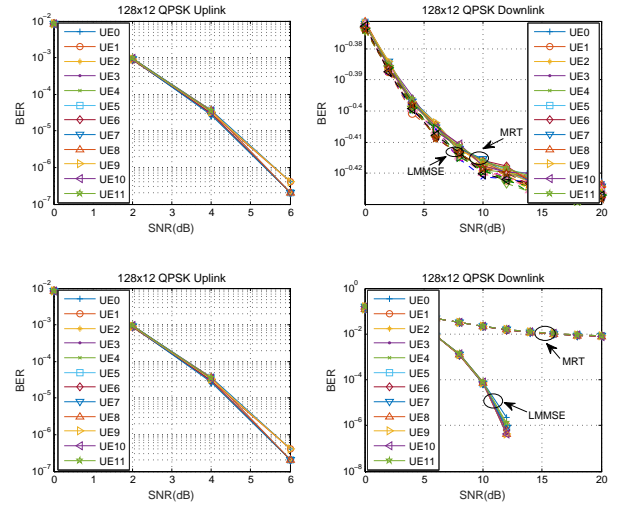 128x12 QPSK Uplink
10^-2
10^-3
10^-4
10^-5
10^-6
10^-7
BER
0 2 4 6
SNR(dB)
UE0
UE1
UE2
UE3
UE4
UE5
UE6
UE7
UE8
UE9
UE10
UE11
128x12 QPSK Downlink
10^-0.38
10^-0.39
10^-0.4
10^-0.41
10^-0.42
BER
0 5 10 15 20
SNR(dB)
MRT
LMMSE
UE0
UE1
UE2
UE3
UE4
UE5
UE6
UE7
UE8
UE9
UE10
UE11
128x12 QPSK Uplink
10^-2
10^-3
10^-4
10^-5
10^-6
10^-7
BER
0 2 4 6
SNR(dB)
UE0
UE1
UE2
UE3
UE4
UE5
UE6
UE7
UE8
UE9
UE10
UE11
128x12 QPSK Downlink
10^0
10^-2
10^-4
10^-6
10^-8
BER
0 5 10 15 20
SNR(dB)
UE0
UE1
UE2
UE3
UE4
UE5
UE6
UE7
UE8
UE9
UE10
UE11
MRT
LMMSE